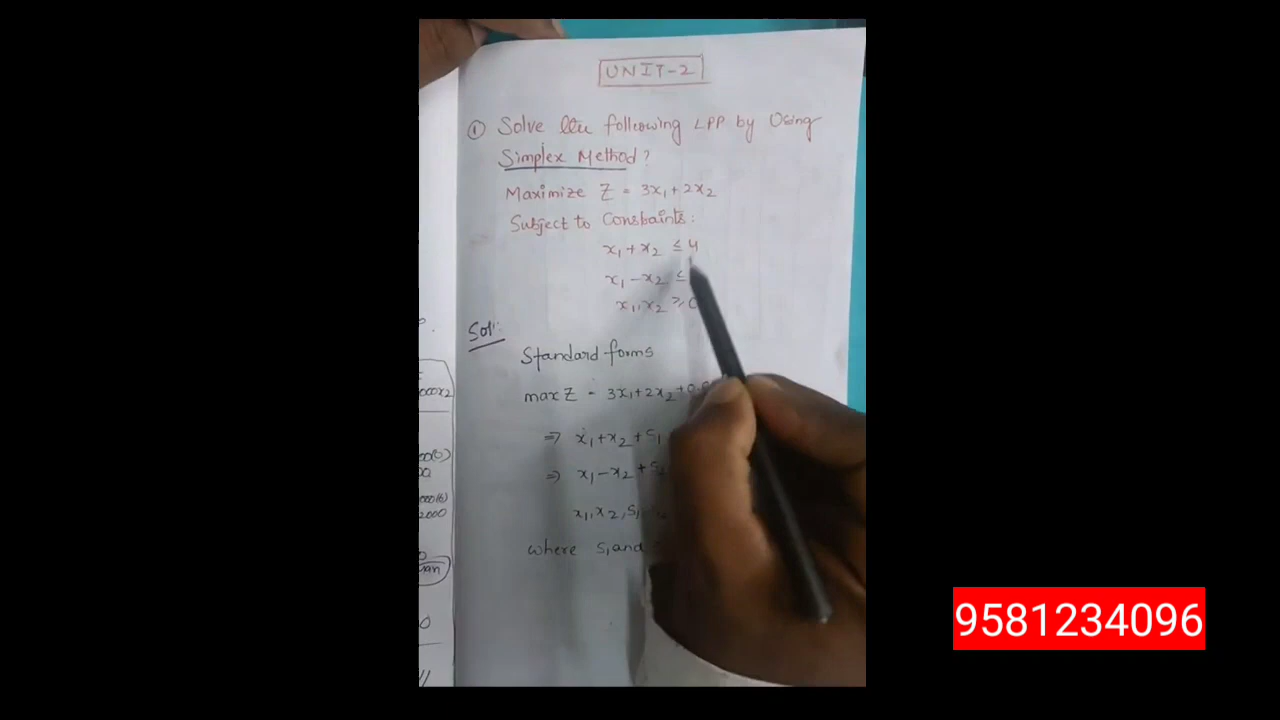 UNIT-2
① Solve the following LPP by Using
Simplex Method?
Maximize Z = 3x₁ + 2x₂
Subject to Constraints:
x₁ + x₂ ≤ 4
x₁ - x₂ ≤
x₁, x₂ ≥ 0
Sol:
Standard forms
max Z = 3x₁ + 2x₂ + 0.
⇒ x₁ + x₂ + S₁
⇒ x₁ - x₂ + S₂
x₁, x₂, S₁
where S₁ and
9581234096